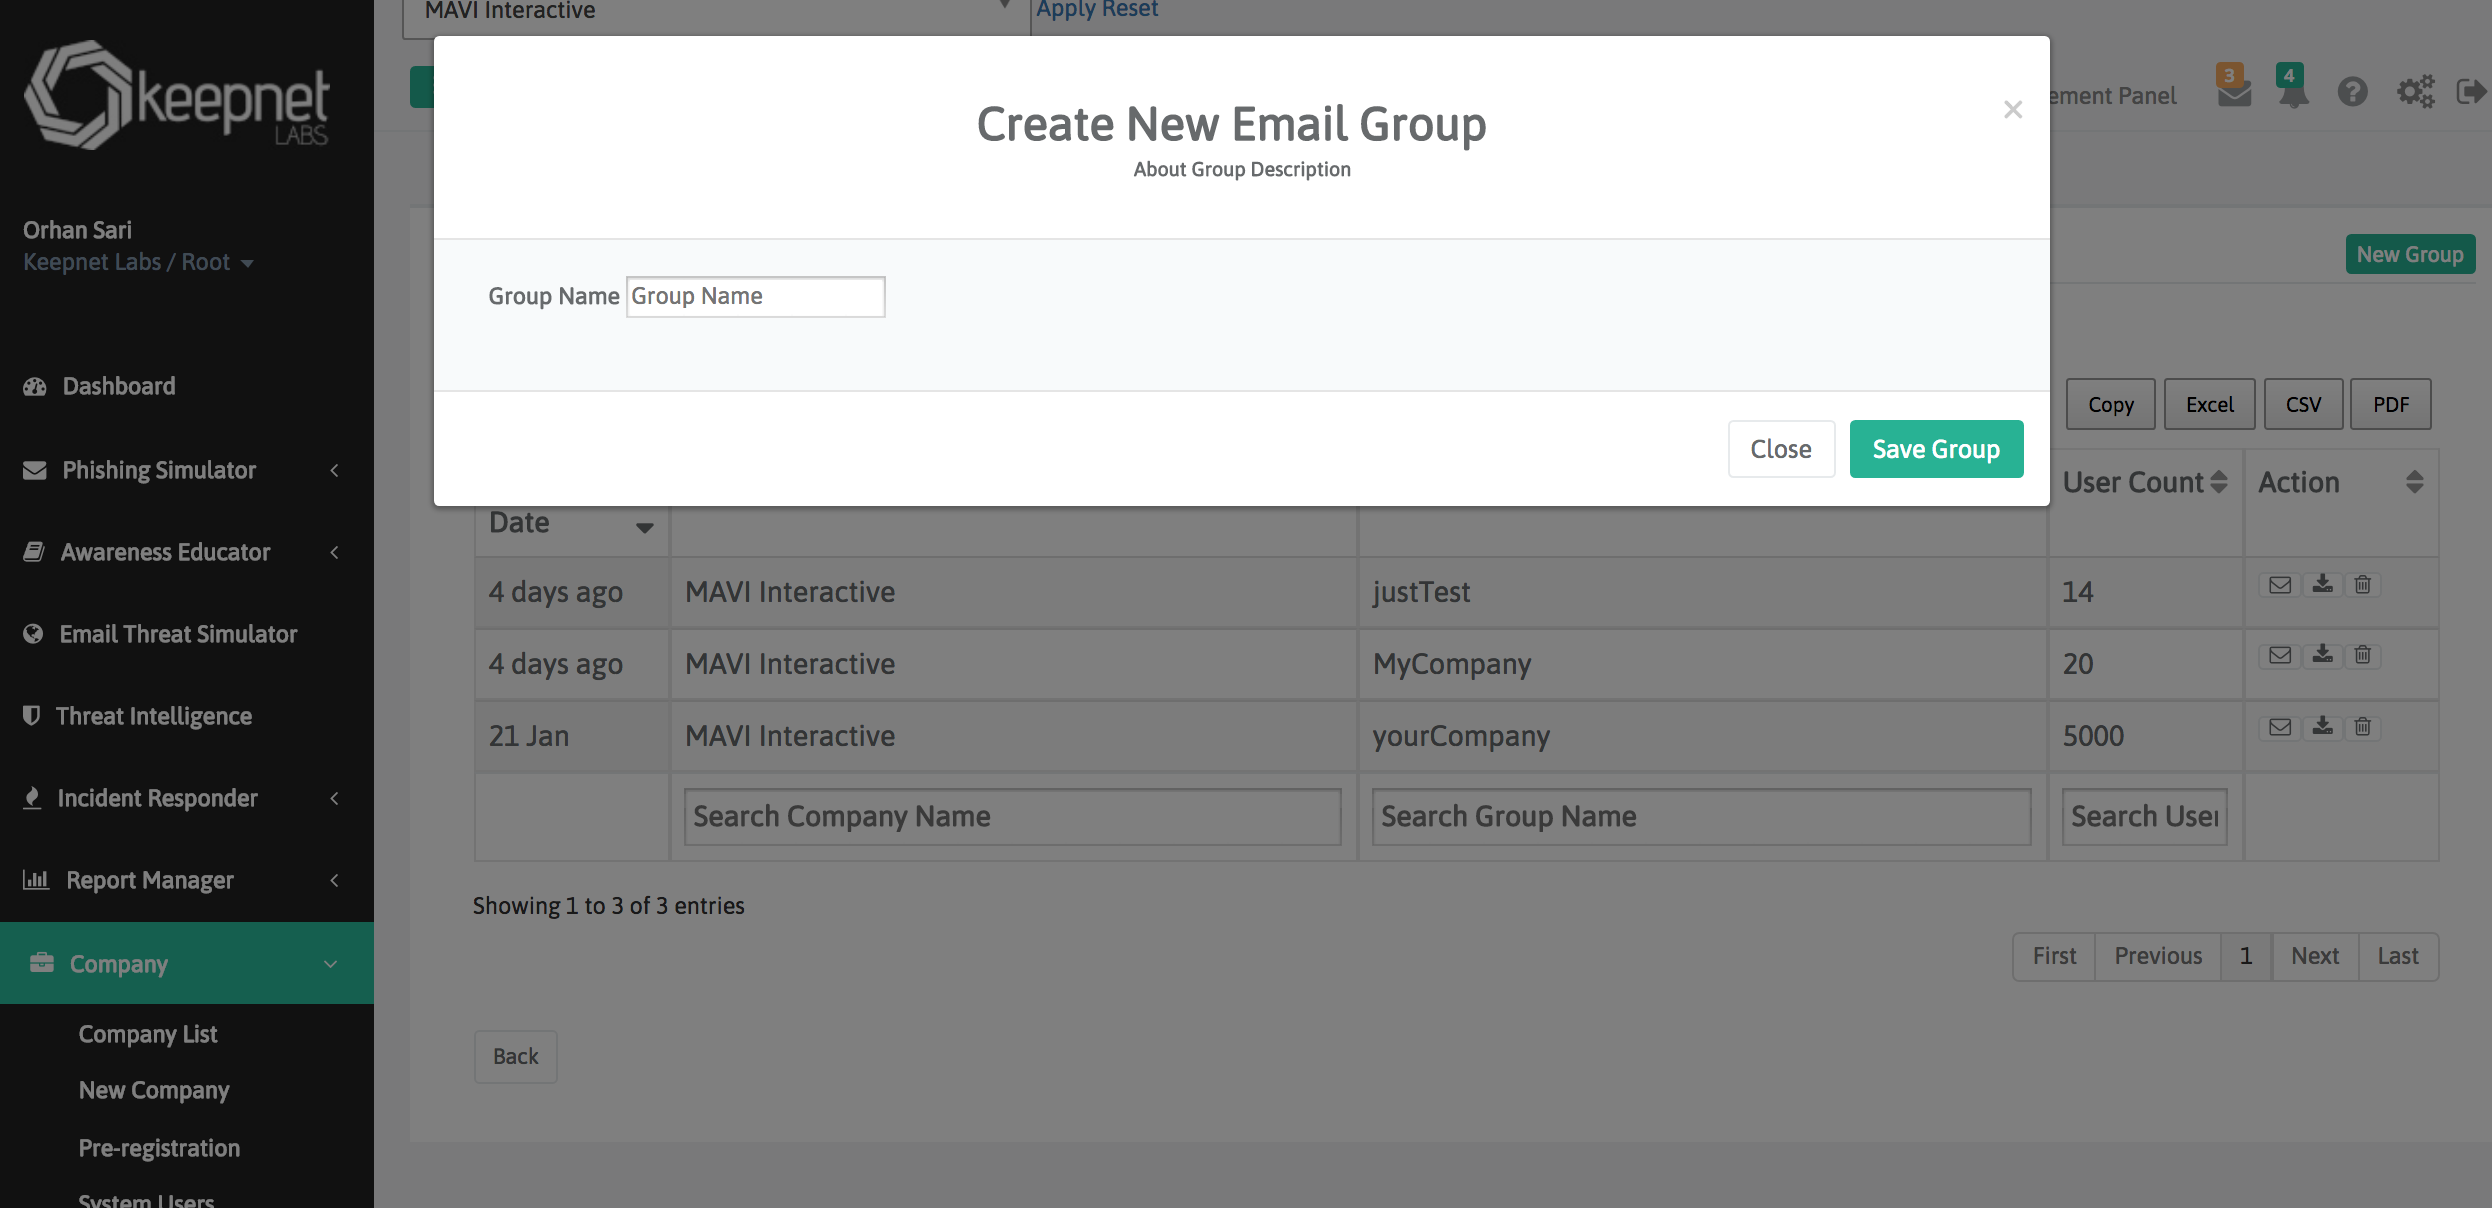 MAVI Interactive
Apply Reset
keepnet
LABS
Orhan Sari
Keepnet Labs / Root
Dashboard
Phishing Simulator
Awareness Educator
Email Threat Simulator
Threat Intelligence
Incident Responder
Report Manager
Company
Company List
New Company
Pre-registration
System Users
ement Panel
3
4
Create New Email Group
×
About Group Description
Group Name
Group Name
Close
Save Group
New Group
Copy
Excel
CSV
PDF
Date
User Count
Action
4 days ago MAVI Interactive justTest 14
4 days ago MAVI Interactive MyCompany 20
21 Jan MAVI Interactive yourCompany 5000
Search Company Name
Search Group Name
Search User
Showing 1 to 3 of 3 entries
First Previous 1 Next Last
Back